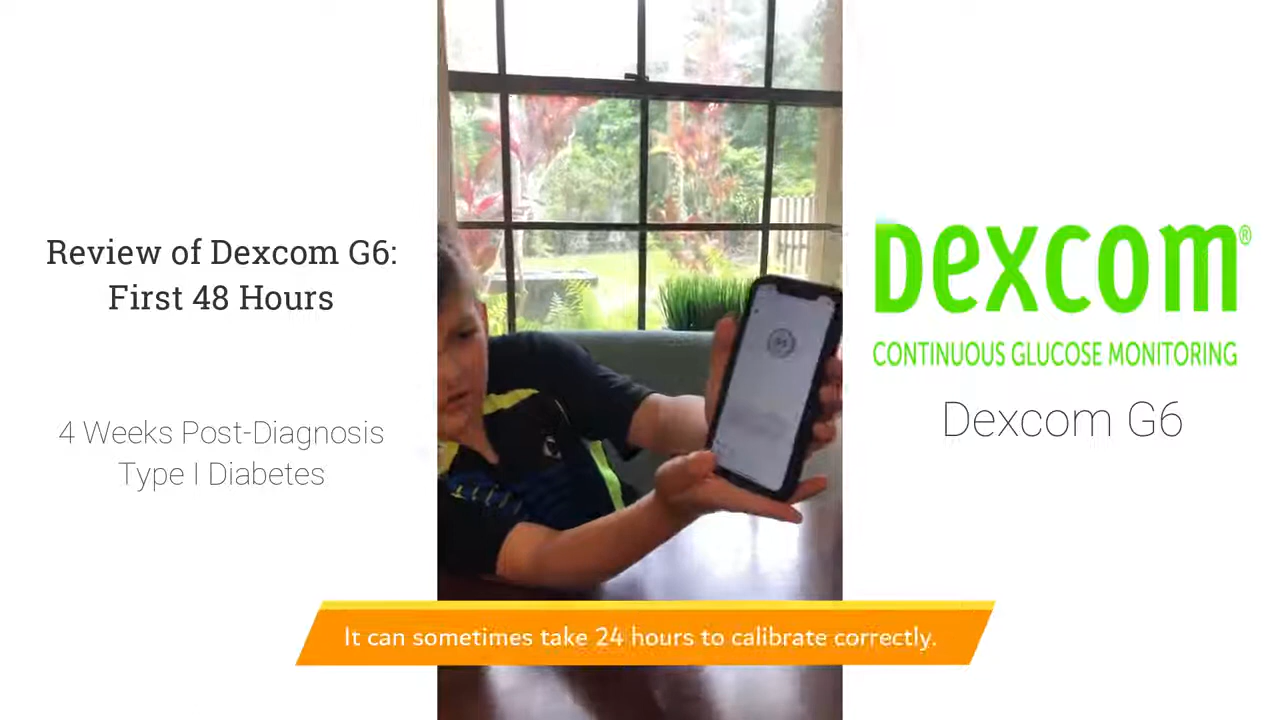 Review of Dexcom G6:
First 48 Hours
4 Weeks Post-Diagnosis
Type I Diabetes
Dexcom®
CONTINUOUS GLUCOSE MONITORING
Dexcom G6
It can sometimes take 24 hours to calibrate correctly.